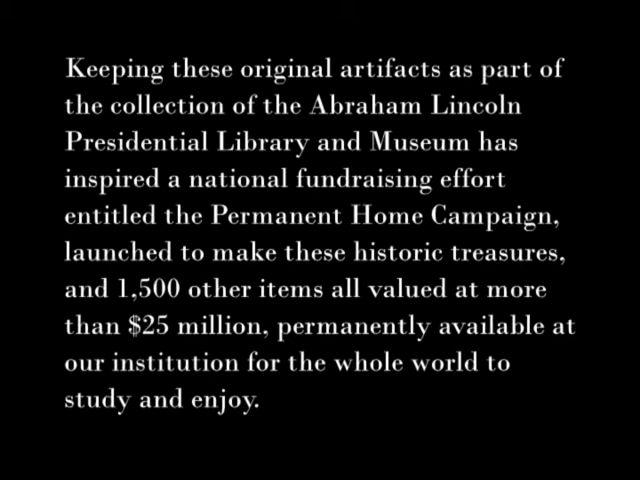 Keeping these original artifacts as part of
the collection of the Abraham Lincoln
Presidential Library and Museum has
inspired a national fundraising effort
entitled the Permanent Home Campaign,
launched to make these historic treasures,
and 1,500 other items all valued at more
than $25 million, permanently available at
our institution for the whole world to
study and enjoy.